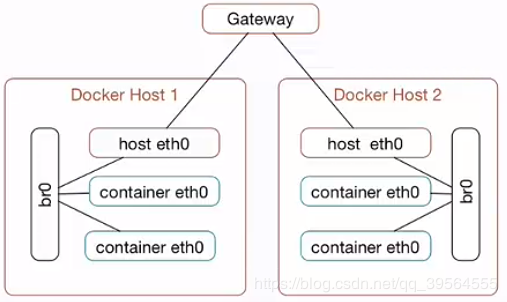 Gateway
Docker Host 1
host eth0
br0
container eth0
container eth0
Docker Host 2
host eth0
container eth0
br0
container eth0
https://blog.csdn.net/qq_39564555